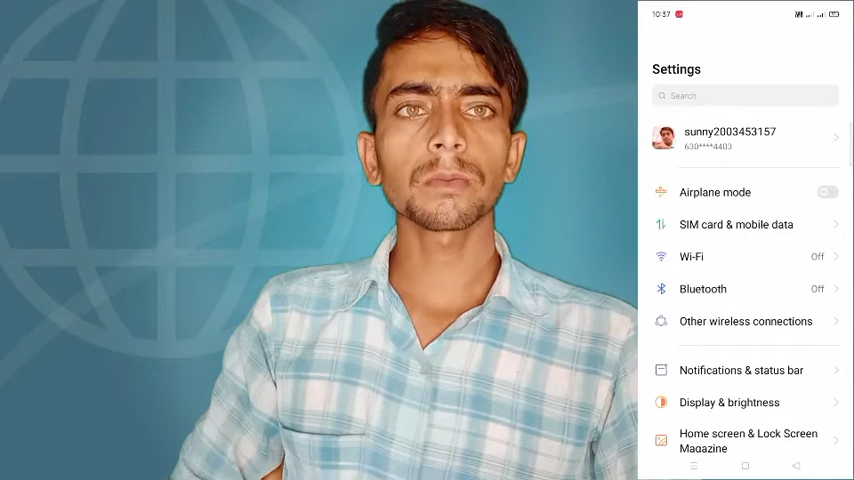 10:37
Settings
Search
sunny2003453157
630****4403
Airplane mode
SIM card & mobile data
Wi-Fi Off
Bluetooth Off
Other wireless connections
Notifications & status bar
Display & brightness
Home screen & Lock Screen
Magazine